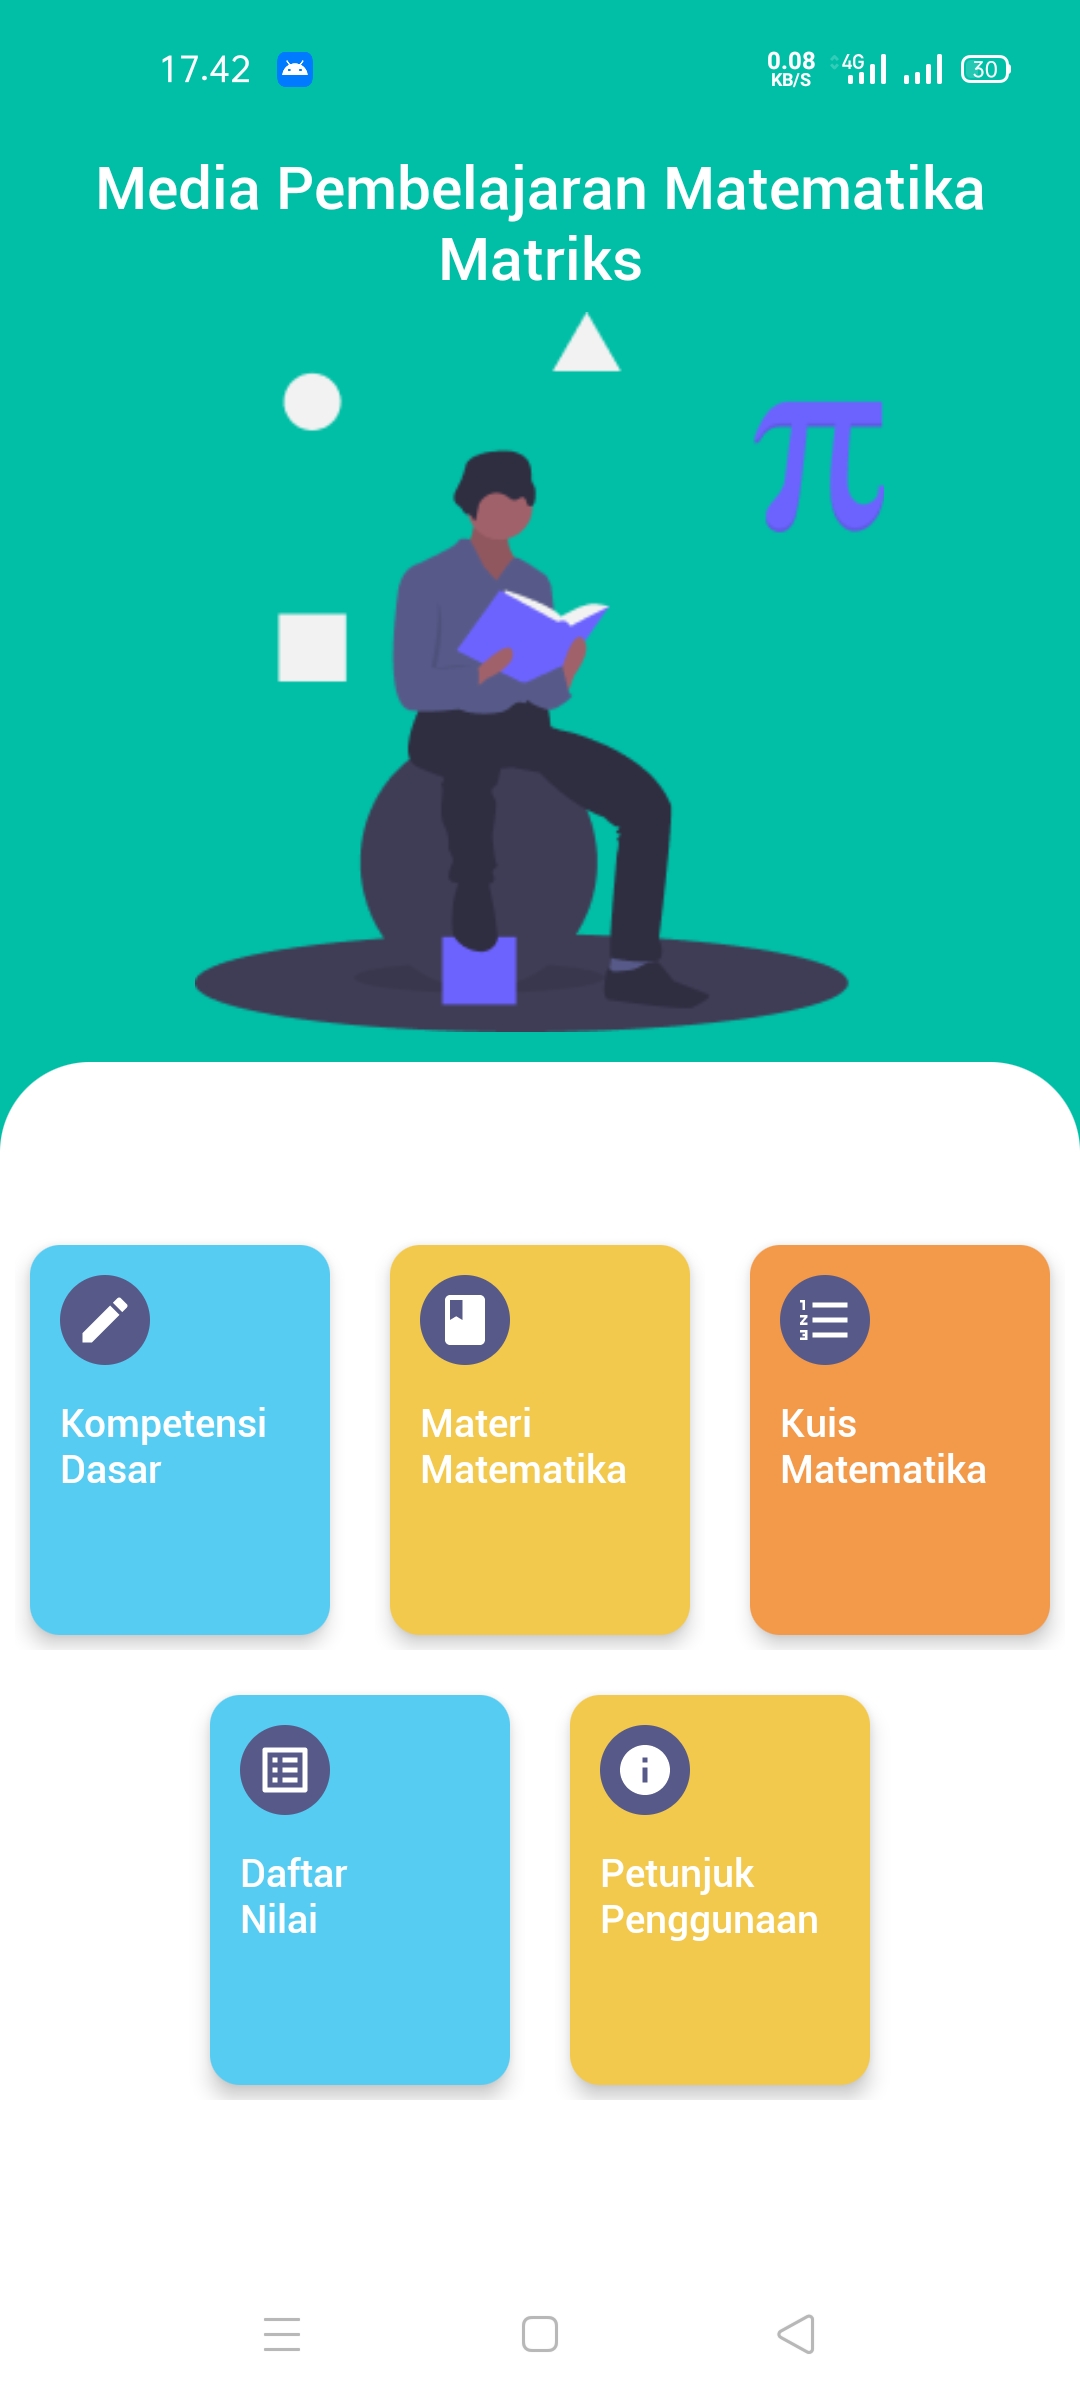 17.42
0.08
KB/S
4G
30
Media Pembelajaran Matematika
Matriks
π
Kompetensi
Dasar
Materi
Matematika
Kuis
Matematika
Daftar
Nilai
Petunjuk
Penggunaan